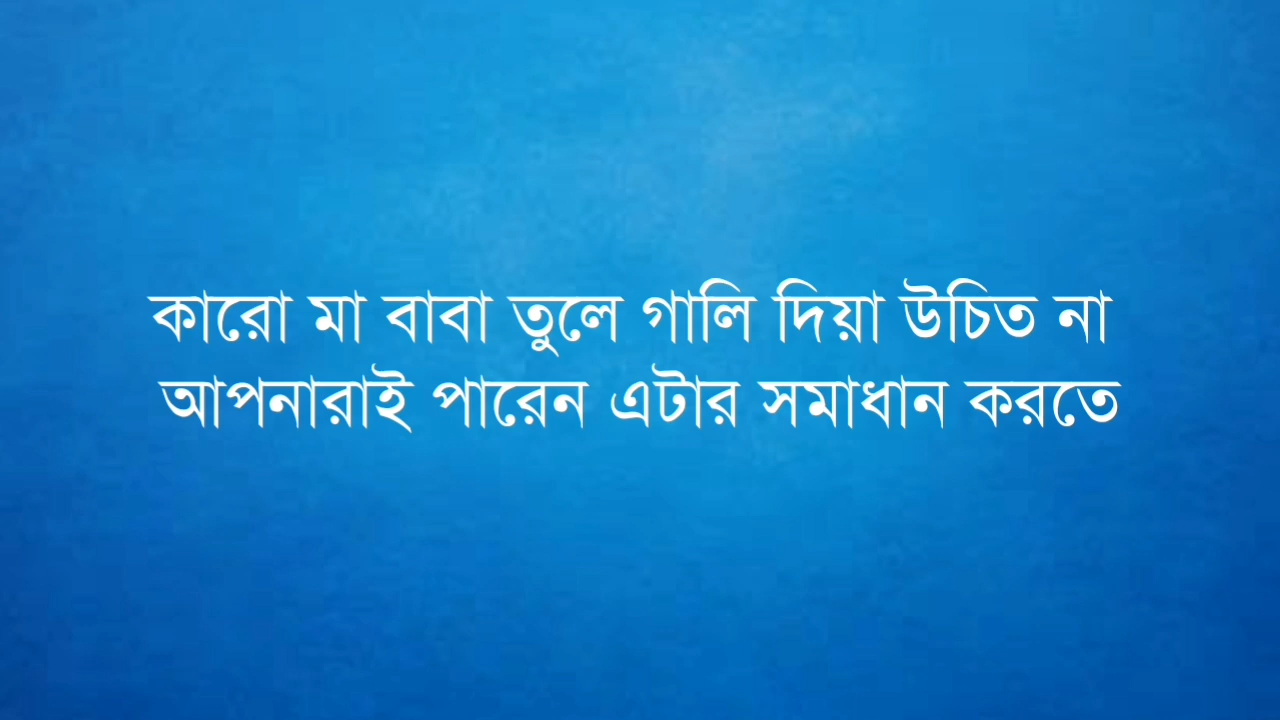 কারো মা বাবা তুলে গালি দিয়া উচিত না
আপনারাই পারেন এটার সমাধান করতে